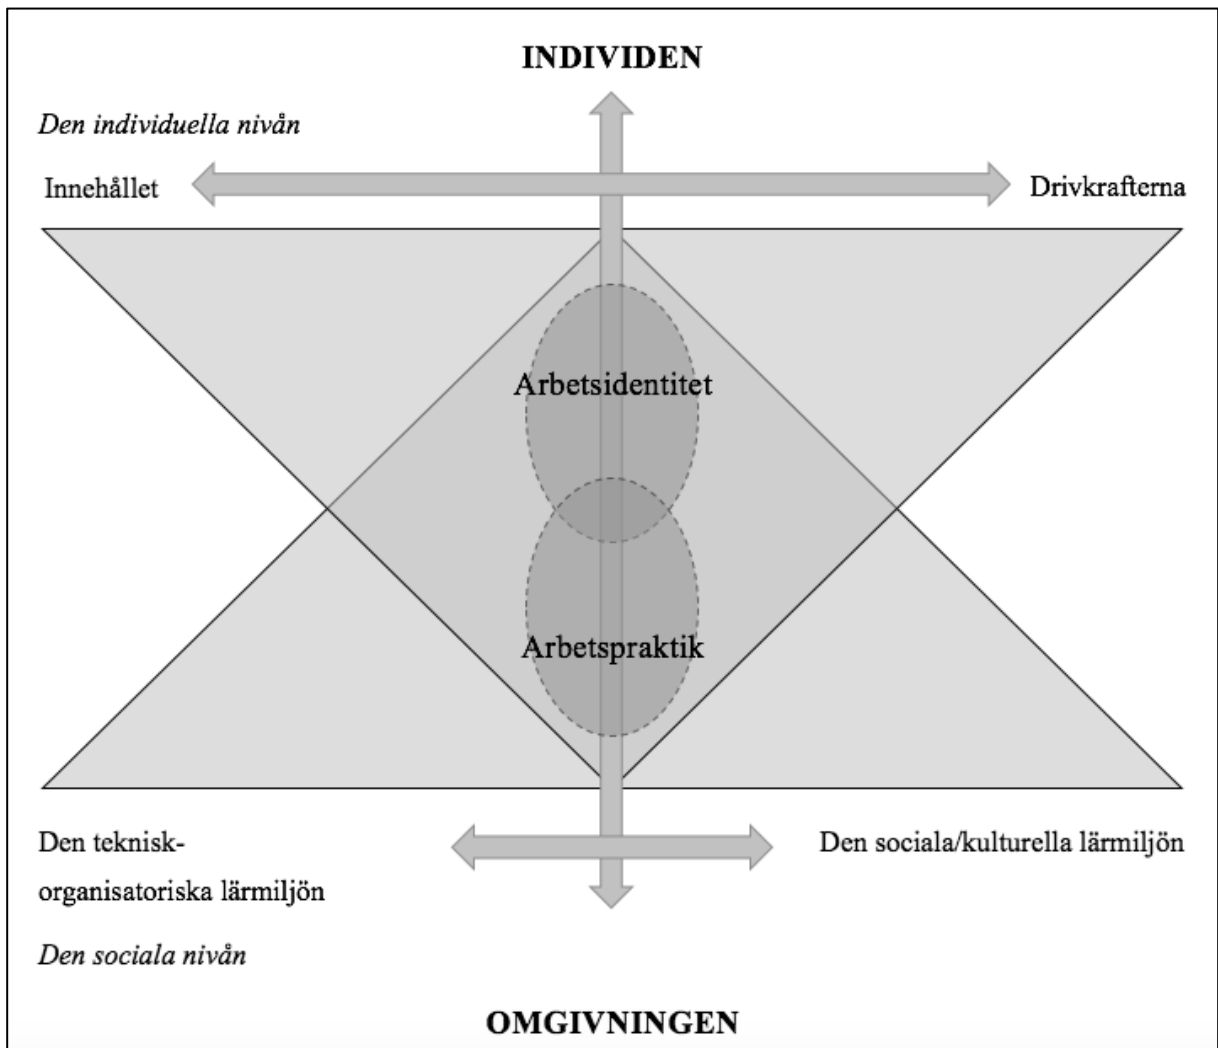 INDIVIDEN
Den individuella nivån
Innehållet
Drivkrafterna
Arbetsidentitet
Arbetspraktik
Den teknisk-
organisatoriska lärmiljön
Den sociala/kulturella lärmiljön
Den sociala nivån
OMGIVNINGEN